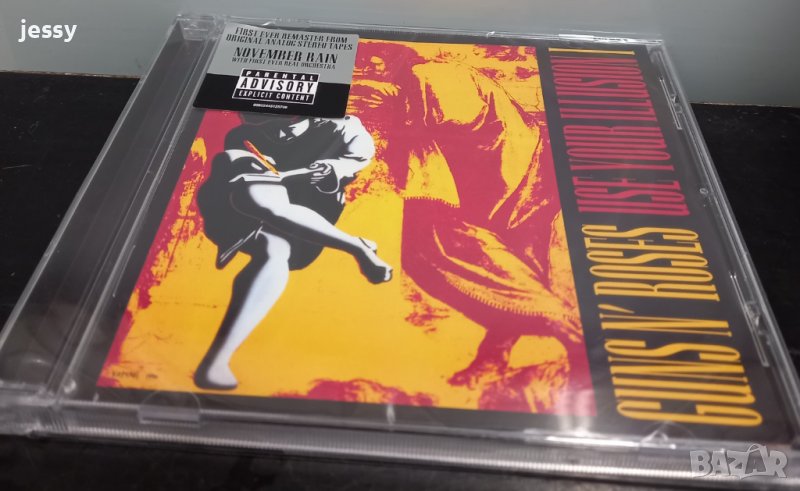 jessy
FIRST EVER REMASTER FROM
ORIGINAL ANALOG STEREO TAPES
NOVEMBER RAIN
WITH FIRST EVER REAL ORCHESTRA
PARENTAL
ADVISORY
EXPLICIT CONTENT
GUNS N' ROSES USE YOUR ILLUSION I
BAZAR